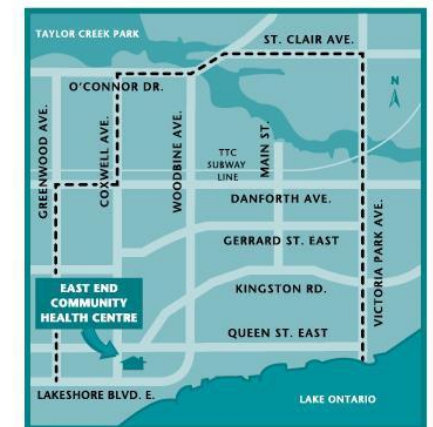 TAYLOR CREEK PARK
ST. CLAIR AVE.
O'CONNOR DR.
N
GREENWOOD AVE.
COXWELL AVE.
WOODBINE AVE.
TTC
SUBWAY
LINE
MAIN ST.
DANFORTH AVE.
GERRARD ST. EAST
VICTORIA PARK AVE.
EAST END
COMMUNITY
HEALTH CENTRE
KINGSTON RD.
QUEEN ST. EAST
LAKESHORE BLVD. E.
LAKE ONTARIO